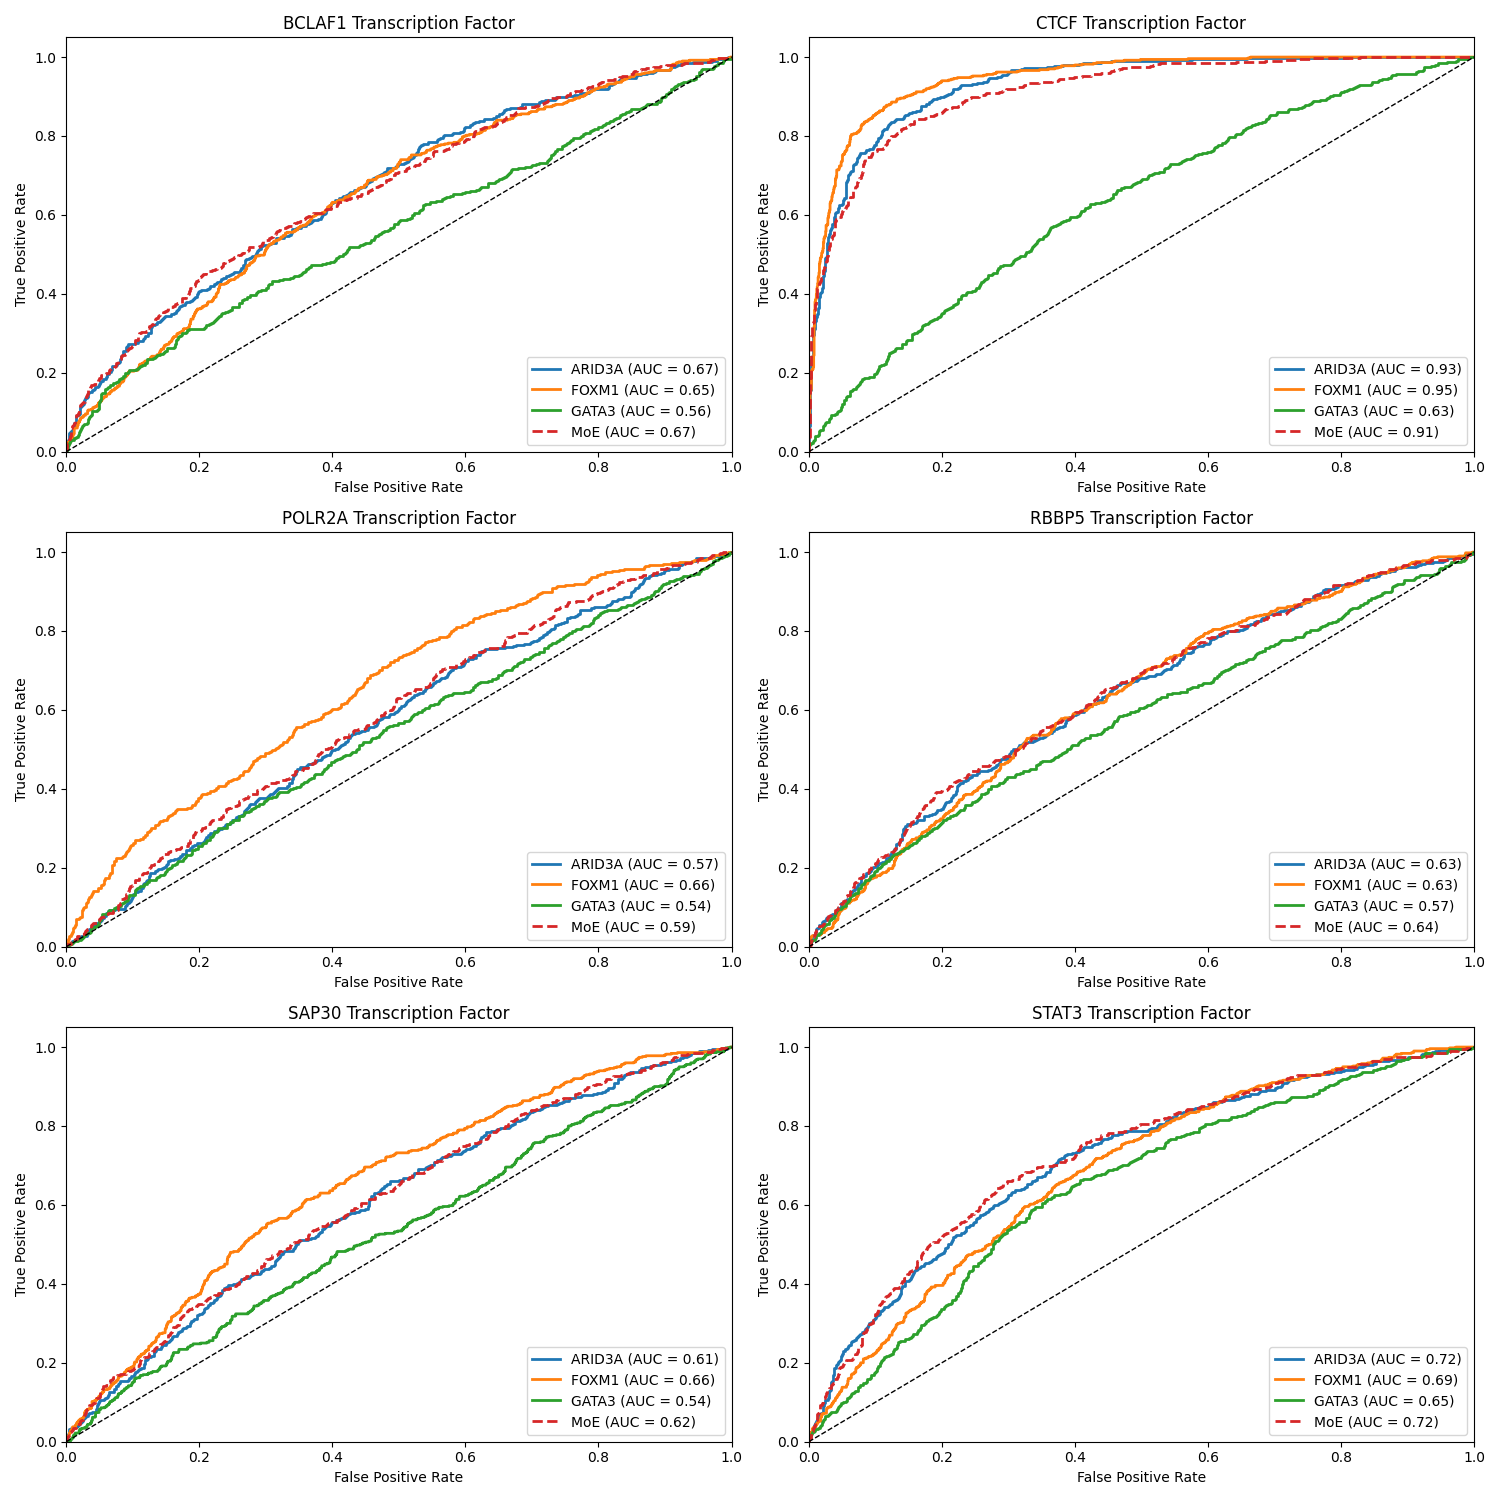 BCLAF1 Transcription Factor
True Positive Rate
1.0
0.8
0.6
0.4
0.2
0.0
ARID3A (AUC = 0.67)
FOXM1 (AUC = 0.65)
GATA3 (AUC = 0.56)
MoE (AUC = 0.67)
0.0 0.2 0.4 0.6 0.8 1.0
False Positive Rate
CTCF Transcription Factor
True Positive Rate
1.0
0.8
0.6
0.4
0.2
0.0
ARID3A (AUC = 0.93)
FOXM1 (AUC = 0.95)
GATA3 (AUC = 0.63)
MoE (AUC = 0.91)
0.0 0.2 0.4 0.6 0.8 1.0
False Positive Rate
POLR2A Transcription Factor
True Positive Rate
1.0
0.8
0.6
0.4
0.2
0.0
ARID3A (AUC = 0.57)
FOXM1 (AUC = 0.66)
GATA3 (AUC = 0.54)
MoE (AUC = 0.59)
0.0 0.2 0.4 0.6 0.8 1.0
False Positive Rate
RBBP5 Transcription Factor
True Positive Rate
1.0
0.8
0.6
0.4
0.2
0.0
ARID3A (AUC = 0.63)
FOXM1 (AUC = 0.63)
GATA3 (AUC = 0.57)
MoE (AUC = 0.64)
0.0 0.2 0.4 0.6 0.8 1.0
False Positive Rate
SAP30 Transcription Factor
True Positive Rate
1.0
0.8
0.6
0.4
0.2
0.0
ARID3A (AUC = 0.61)
FOXM1 (AUC = 0.66)
GATA3 (AUC = 0.54)
MoE (AUC = 0.62)
0.0 0.2 0.4 0.6 0.8 1.0
False Positive Rate
STAT3 Transcription Factor
True Positive Rate
1.0
0.8
0.6
0.4
0.2
0.0
ARID3A (AUC = 0.72)
FOXM1 (AUC = 0.69)
GATA3 (AUC = 0.65)
MoE (AUC = 0.72)
0.0 0.2 0.4 0.6 0.8 1.0
False Positive Rate